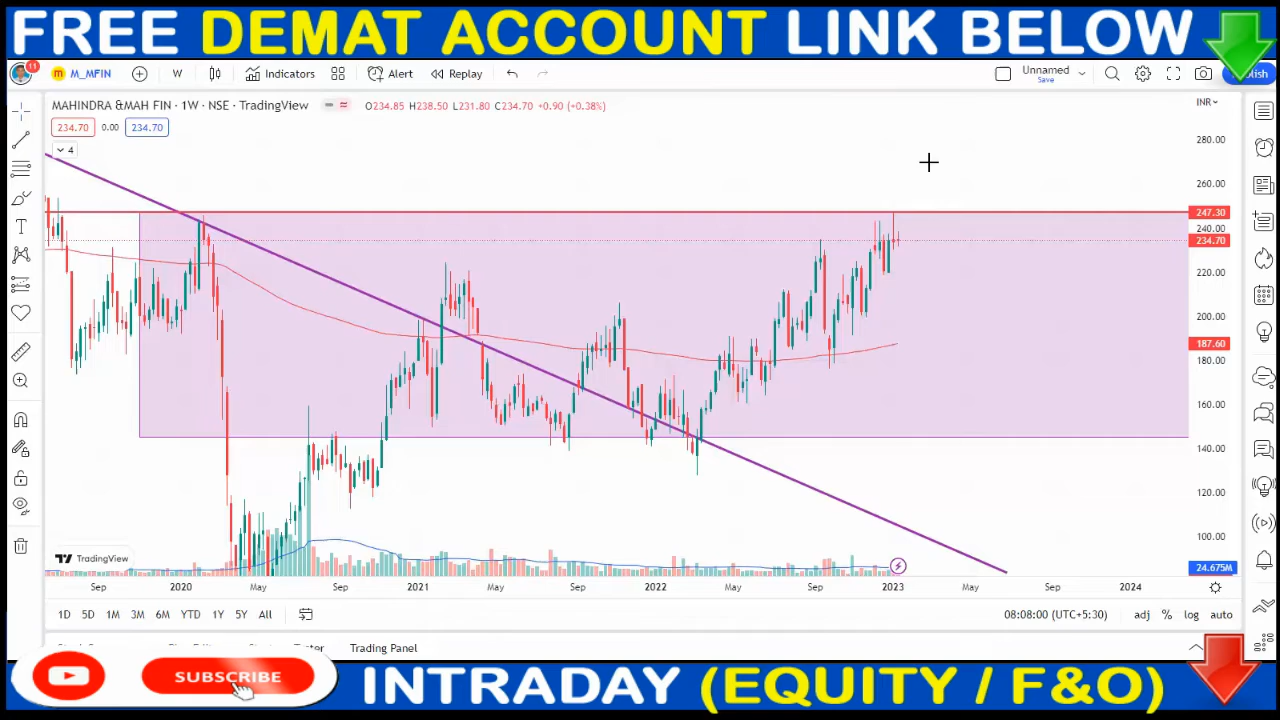 FREE DEMAT ACCOUNT LINK BELOW
11
M_MFIN
W
Indicators
Alert
Replay
Unnamed
Save
MAHINDRA &MAH FIN · 1W · NSE · TradingView
O234.85 H238.50 L231.80 C234.70 +0.90 (+0.38%)
INR
234.70 0.00 234.70
4
280.00
260.00
247.30
240.00
234.70
220.00
200.00
187.60
180.00
160.00
140.00
120.00
100.00
24.675M
TradingView
Sep 2020 May Sep 2021 May Sep 2022 May Sep 2023 May Sep 2024
1D 5D 1M 3M 6M YTD 1Y 5Y All
08:08:00 (UTC+5:30) adj % log auto
Trading Panel
SUBSCRIBE
INTRADAY (EQUITY / F&O)